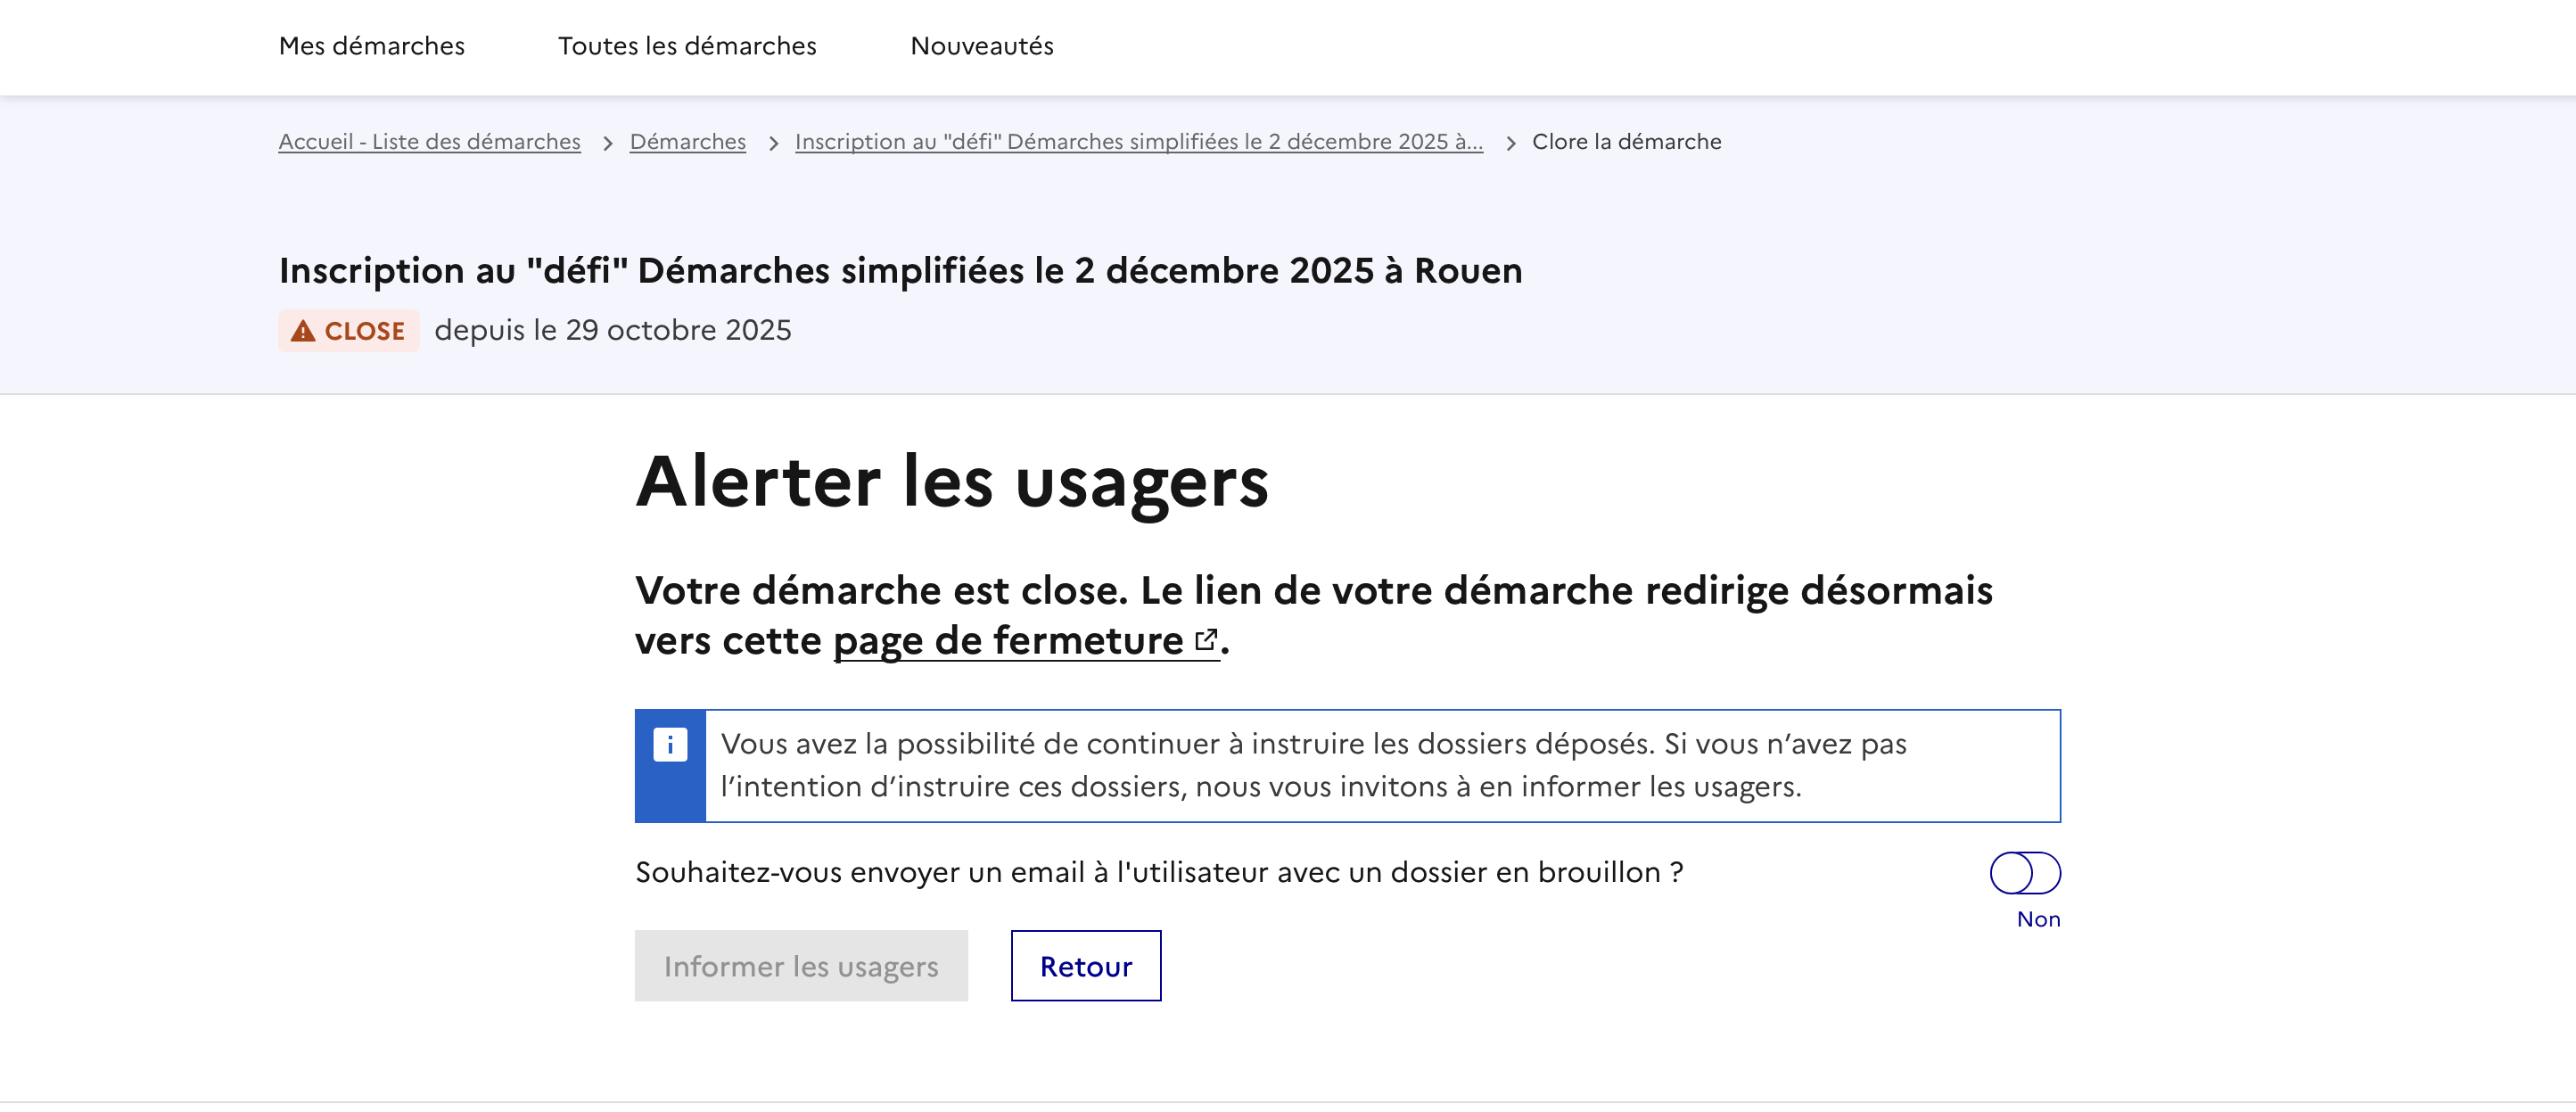 Mes démarches Toutes les démarches Nouveautés
Accueil - Liste des démarches > Démarches > Inscription au "défi" Démarches simplifiées le 2 décembre 2025 à... > Clore la démarche
Inscription au "défi" Démarches simplifiées le 2 décembre 2025 à Rouen
CLOSE depuis le 29 octobre 2025
Alerter les usagers
Votre démarche est close. Le lien de votre démarche redirige désormais
vers cette page de fermeture.
Vous avez la possibilité de continuer à instruire les dossiers déposés. Si vous n’avez pas
l’intention d’instruire ces dossiers, nous vous invitons à en informer les usagers.
Souhaitez-vous envoyer un email à l'utilisateur avec un dossier en brouillon ?
Non
Informer les usagers Retour